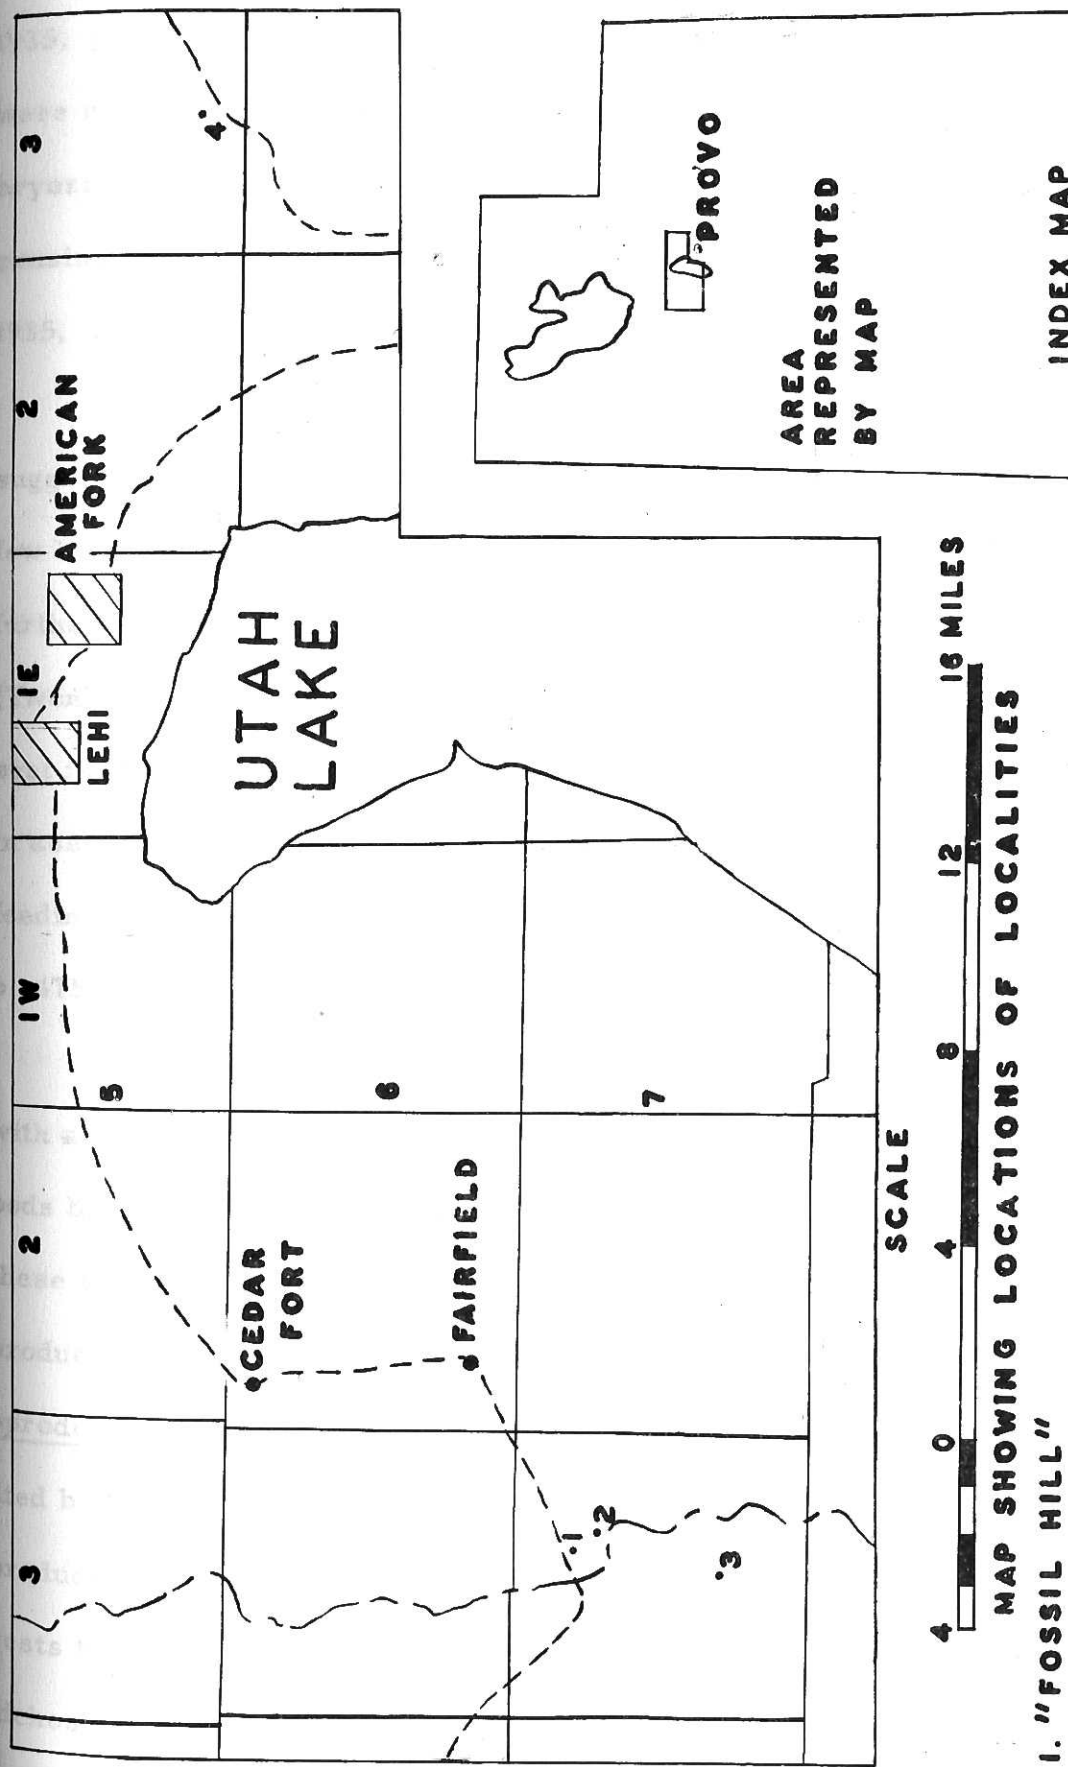 3 2 1W 1E 2 3
LEHI
AMERICAN
FORK
5
6
7
UTAH
LAKE
CEDAR
FORT
FAIRFIELD
.1
.2
.3
4.
SCALE
4 0 4 8 12 16 MILES
MAP SHOWING LOCATIONS OF LOCALITIES
1. "FOSSIL HILL"
PROVO
AREA
REPRESENTED
BY MAP
INDEX MAP